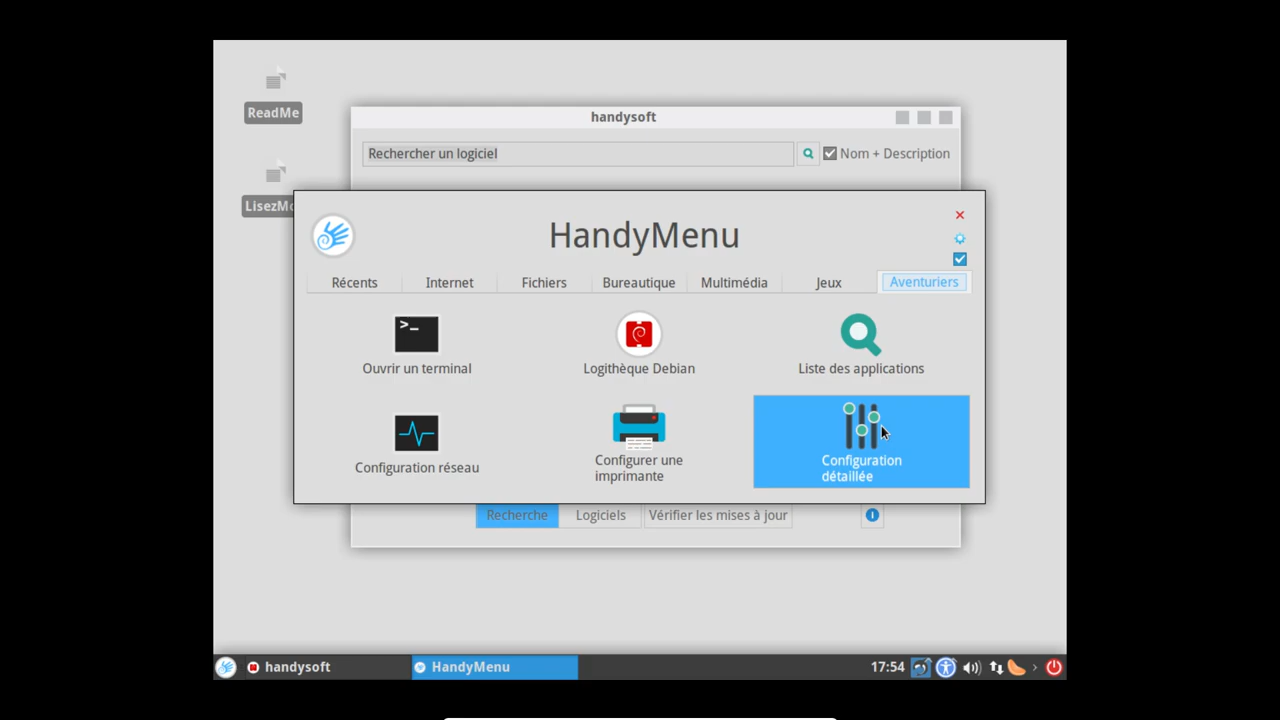 ReadMe
handysoft
Rechercher un logiciel
Nom + Description
HandyMenu
Récents
Internet
Fichiers
Bureautique
Multimédia
Jeux
Aventuriers
>_
Ouvrir un terminal
Logithèque Debian
Liste des applications
Configuration réseau
Configurer une
imprimante
Configuration
détaillée
Recherche
Logiciels
Vérifier les mises à jour
handysoft
HandyMenu
17:54